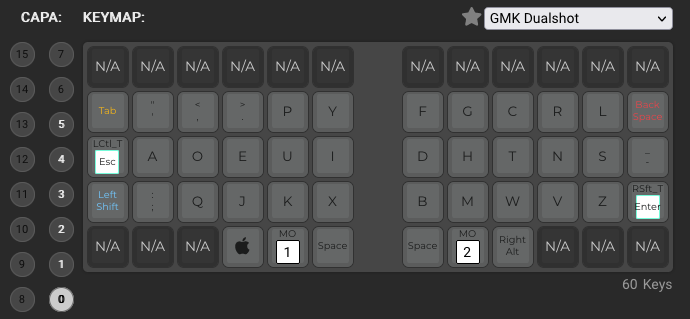 CAPA: KEYMAP: GMK Dualshot
15 7 N/A N/A N/A N/A N/A N/A N/A N/A N/A N/A N/A N/A
14 6
Tab " ' < , > . P Y F G C R L Back Space
13 5
12 4 LCtl_T Esc A O E U I D H T N S _ -
11 3 Left Shift : ; Q J K X B M W V Z RSft_T Enter
10 2
N/A N/A N/A MO 1 Space Space MO 2 Right Alt N/A N/A N/A
9 1
60 Keys
8 0